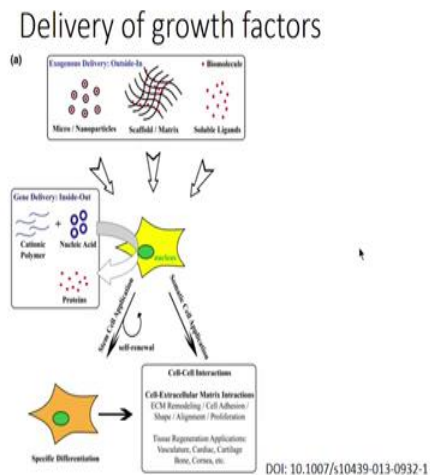 Delivery of growth factors
(a)
Exogenous Delivery: Outside-In
• Biomolecule
Micro / Nanoparticles
Scaffold / Matrix
Soluble Ligands
Gene Delivery: Inside-Out
+
Cationic
Polymer
Nucleic Acid
Proteins
nucleus
Stem Cell Application
Somatic Cell Application
self-renewal
Specific Differentiation
Cell-Cell Interactions
Cell-Extracellular Matrix Intractions
ECM Remodeling / Cell Adhesion /
Shape / Alignment / Proliferation
Tissue Regeneration Applications:
Vasculature, Cardiac, Cartilage
Bone, Cornea, etc.
DOI: 10.1007/s10439-013-0932-1